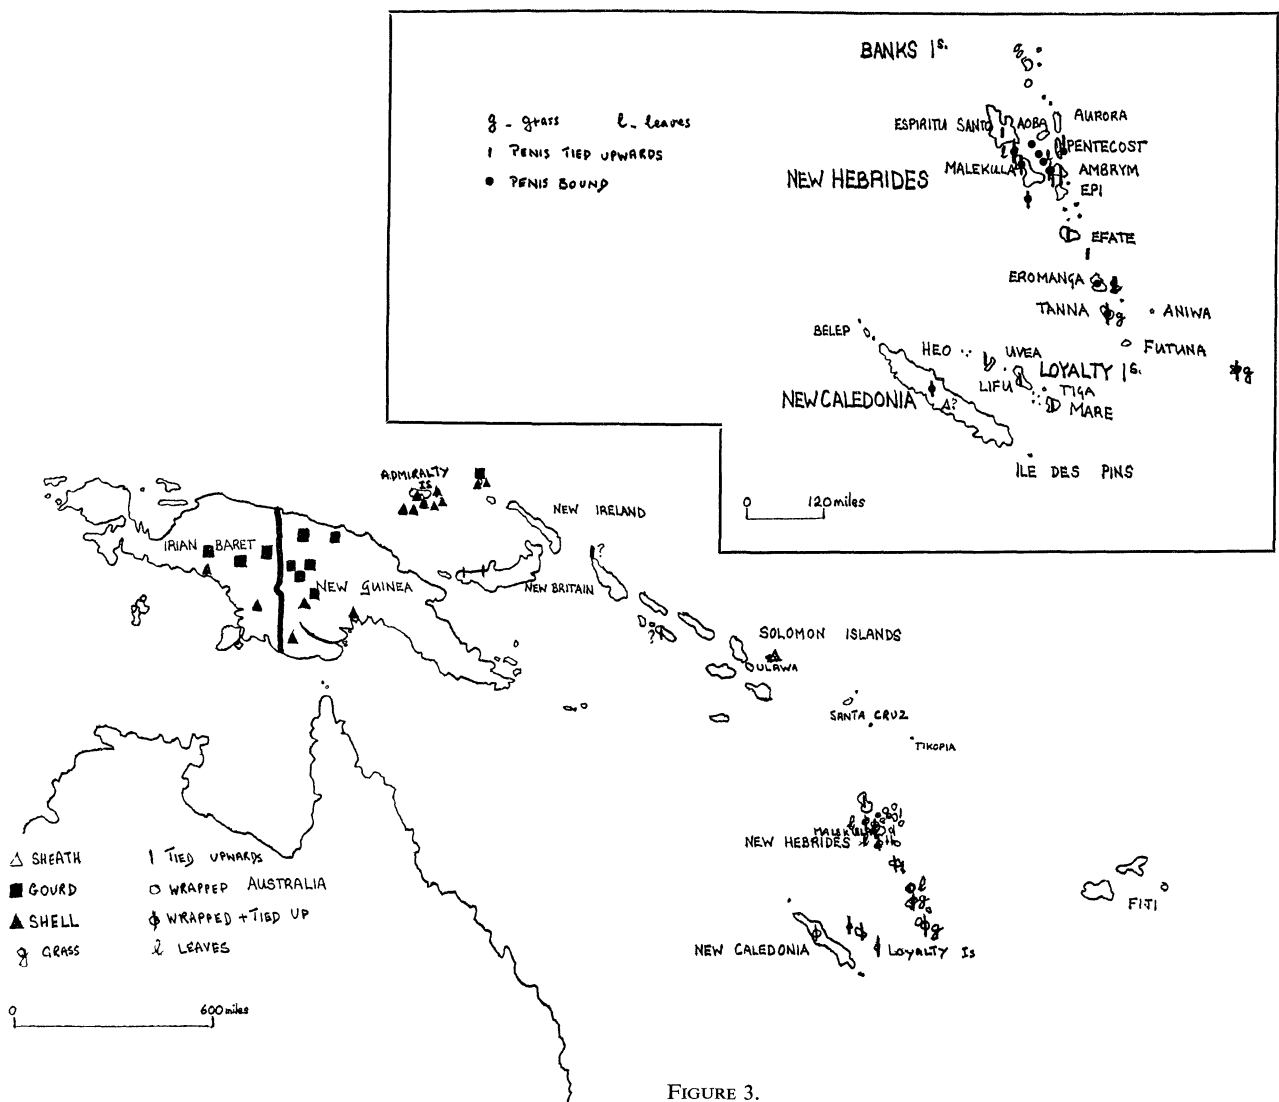 BANKS Is.
g - grass l - leaves
PENIS TIED UPWARDS
PENIS BOUND
ESPIRITU SANTO
AOBA
AURORA
PENTECOST
MALEKULA
AMBRYM
NEW HEBRIDES
EPI
EFATE
EROMANGA
TANNA
g
ANIWA
BELEP
HEO
UVEA
FUTUNA
LOYALTY Is.
g
LIFU
TIGA
NEW CALEDONIA
?
MARE
ILE DES PINS
0 120 miles
ADMIRALTY
IS
NEW IRELAND
IRIAN BARET
?
NEW GUINEA
NEW BRITAIN
?
SOLOMON ISLANDS
ULAWA
SANTA CRUZ
TIKOPIA
MALEKULA
NEW HEBRIDES
l
g
g
FIJI
NEW CALEDONIA
LOYALTY Is
SHEATH
TIED UPWARDS
GOURD
WRAPPED
AUSTRALIA
SHELL
WRAPPED + TIED UP
g GRASS
l LEAVES
0 600 miles
FIGURE 3.